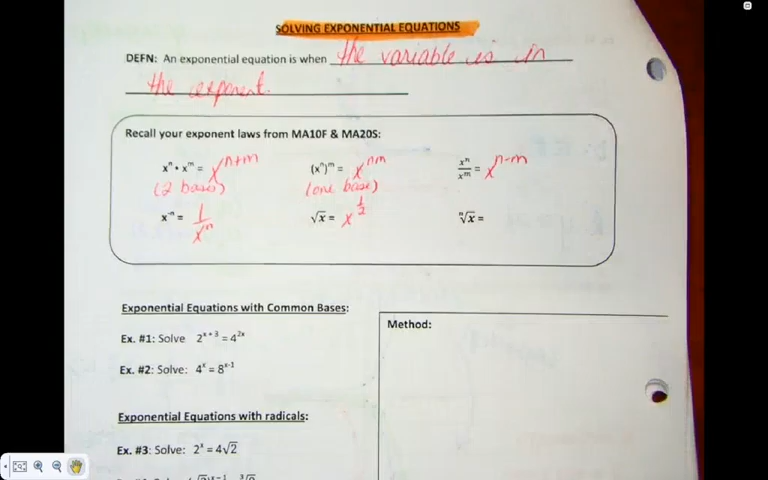 SOLVING EXPONENTIAL EQUATIONS
DEFN: An exponential equation is when the variable is in
the exponent.
Recall your exponent laws from MA10F & MA20S:
xⁿ • xᵐ = xⁿ⁺ᵐ (xⁿ)ᵐ = xⁿᵐ xⁿ/xᵐ = xⁿ⁻ᵐ
(2 bases) (one base)
x⁻ⁿ = 1/xⁿ √x = x^(1/2) ⁿ√x =
Exponential Equations with Common Bases:
Method:
Ex. #1: Solve 2ˣ⁺³ = 4²ˣ
Ex. #2: Solve: 4ˣ = 8ˣ⁻¹
Exponential Equations with radicals:
Ex. #3: Solve: 2ˣ = 4√2